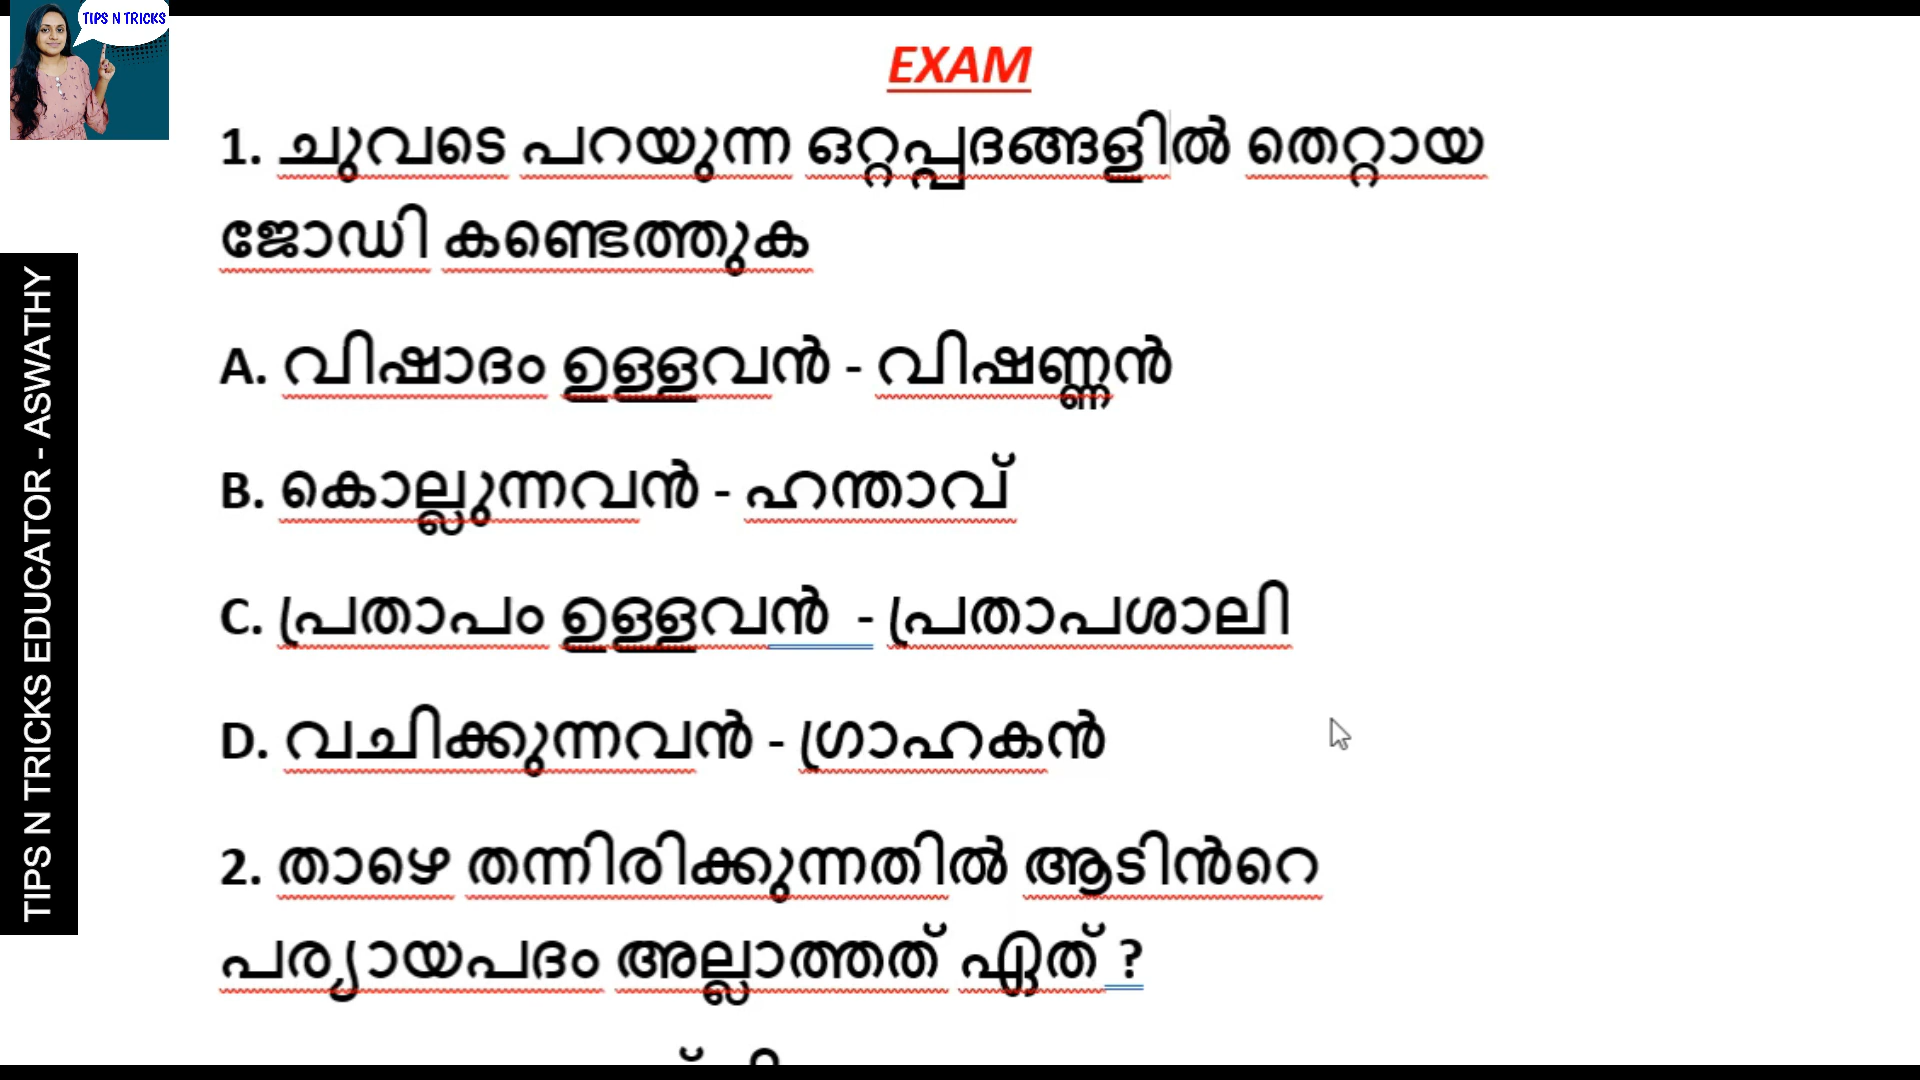 TIPS N TRICKS
EXAM
1. ചുവടെ പറയുന്ന ഒറ്റപ്പദങ്ങളിൽ തെറ്റായ
ജോഡി കണ്ടെത്തുക
A. വിഷാദം ഉള്ളവൻ - വിഷണ്ണൻ
B. കൊല്ലുന്നവൻ - ഹന്താവ്
C. പ്രതാപം ഉള്ളവൻ - പ്രതാപശാലി
D. വചിക്കുന്നവൻ - ഗ്രാഹകൻ
2. താഴെ തന്നിരിക്കുന്നതിൽ ആടിൻറെ
പര്യായപദം അല്ലാത്തത് ഏത് ?
TIPS N TRICKS EDUCATOR - ASWATHY